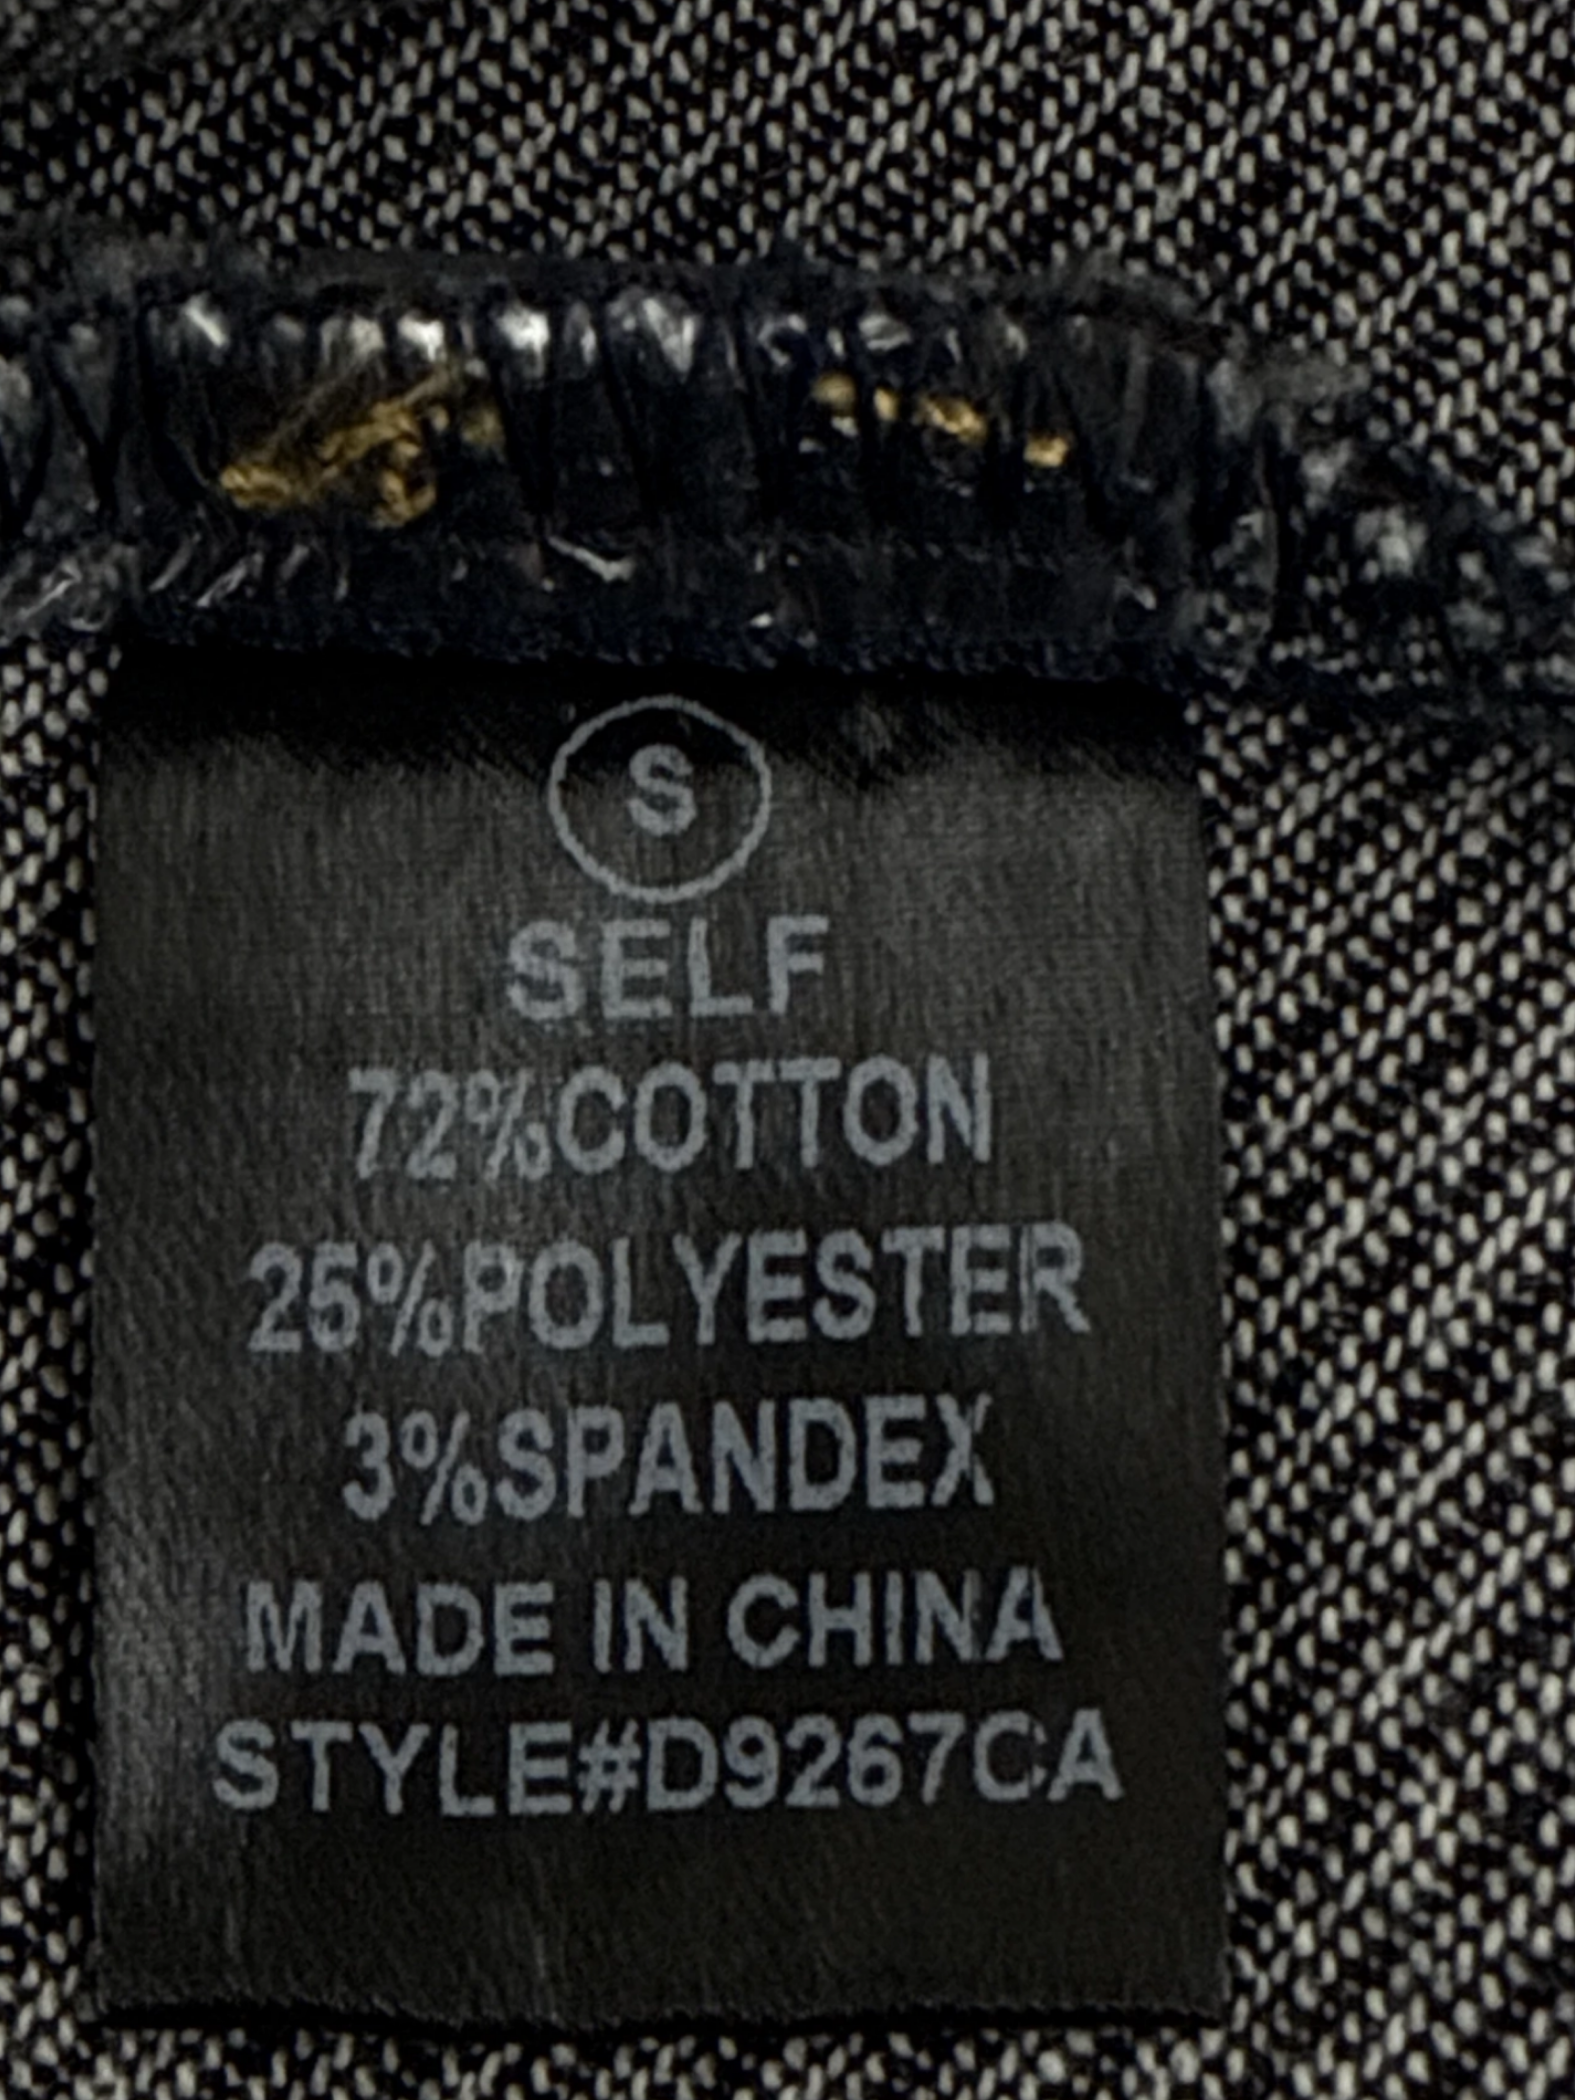 S
SELF
72%COTTON
25%POLYESTER
3%SPANDEX
MADE IN CHINA
STYLE#D9267CA